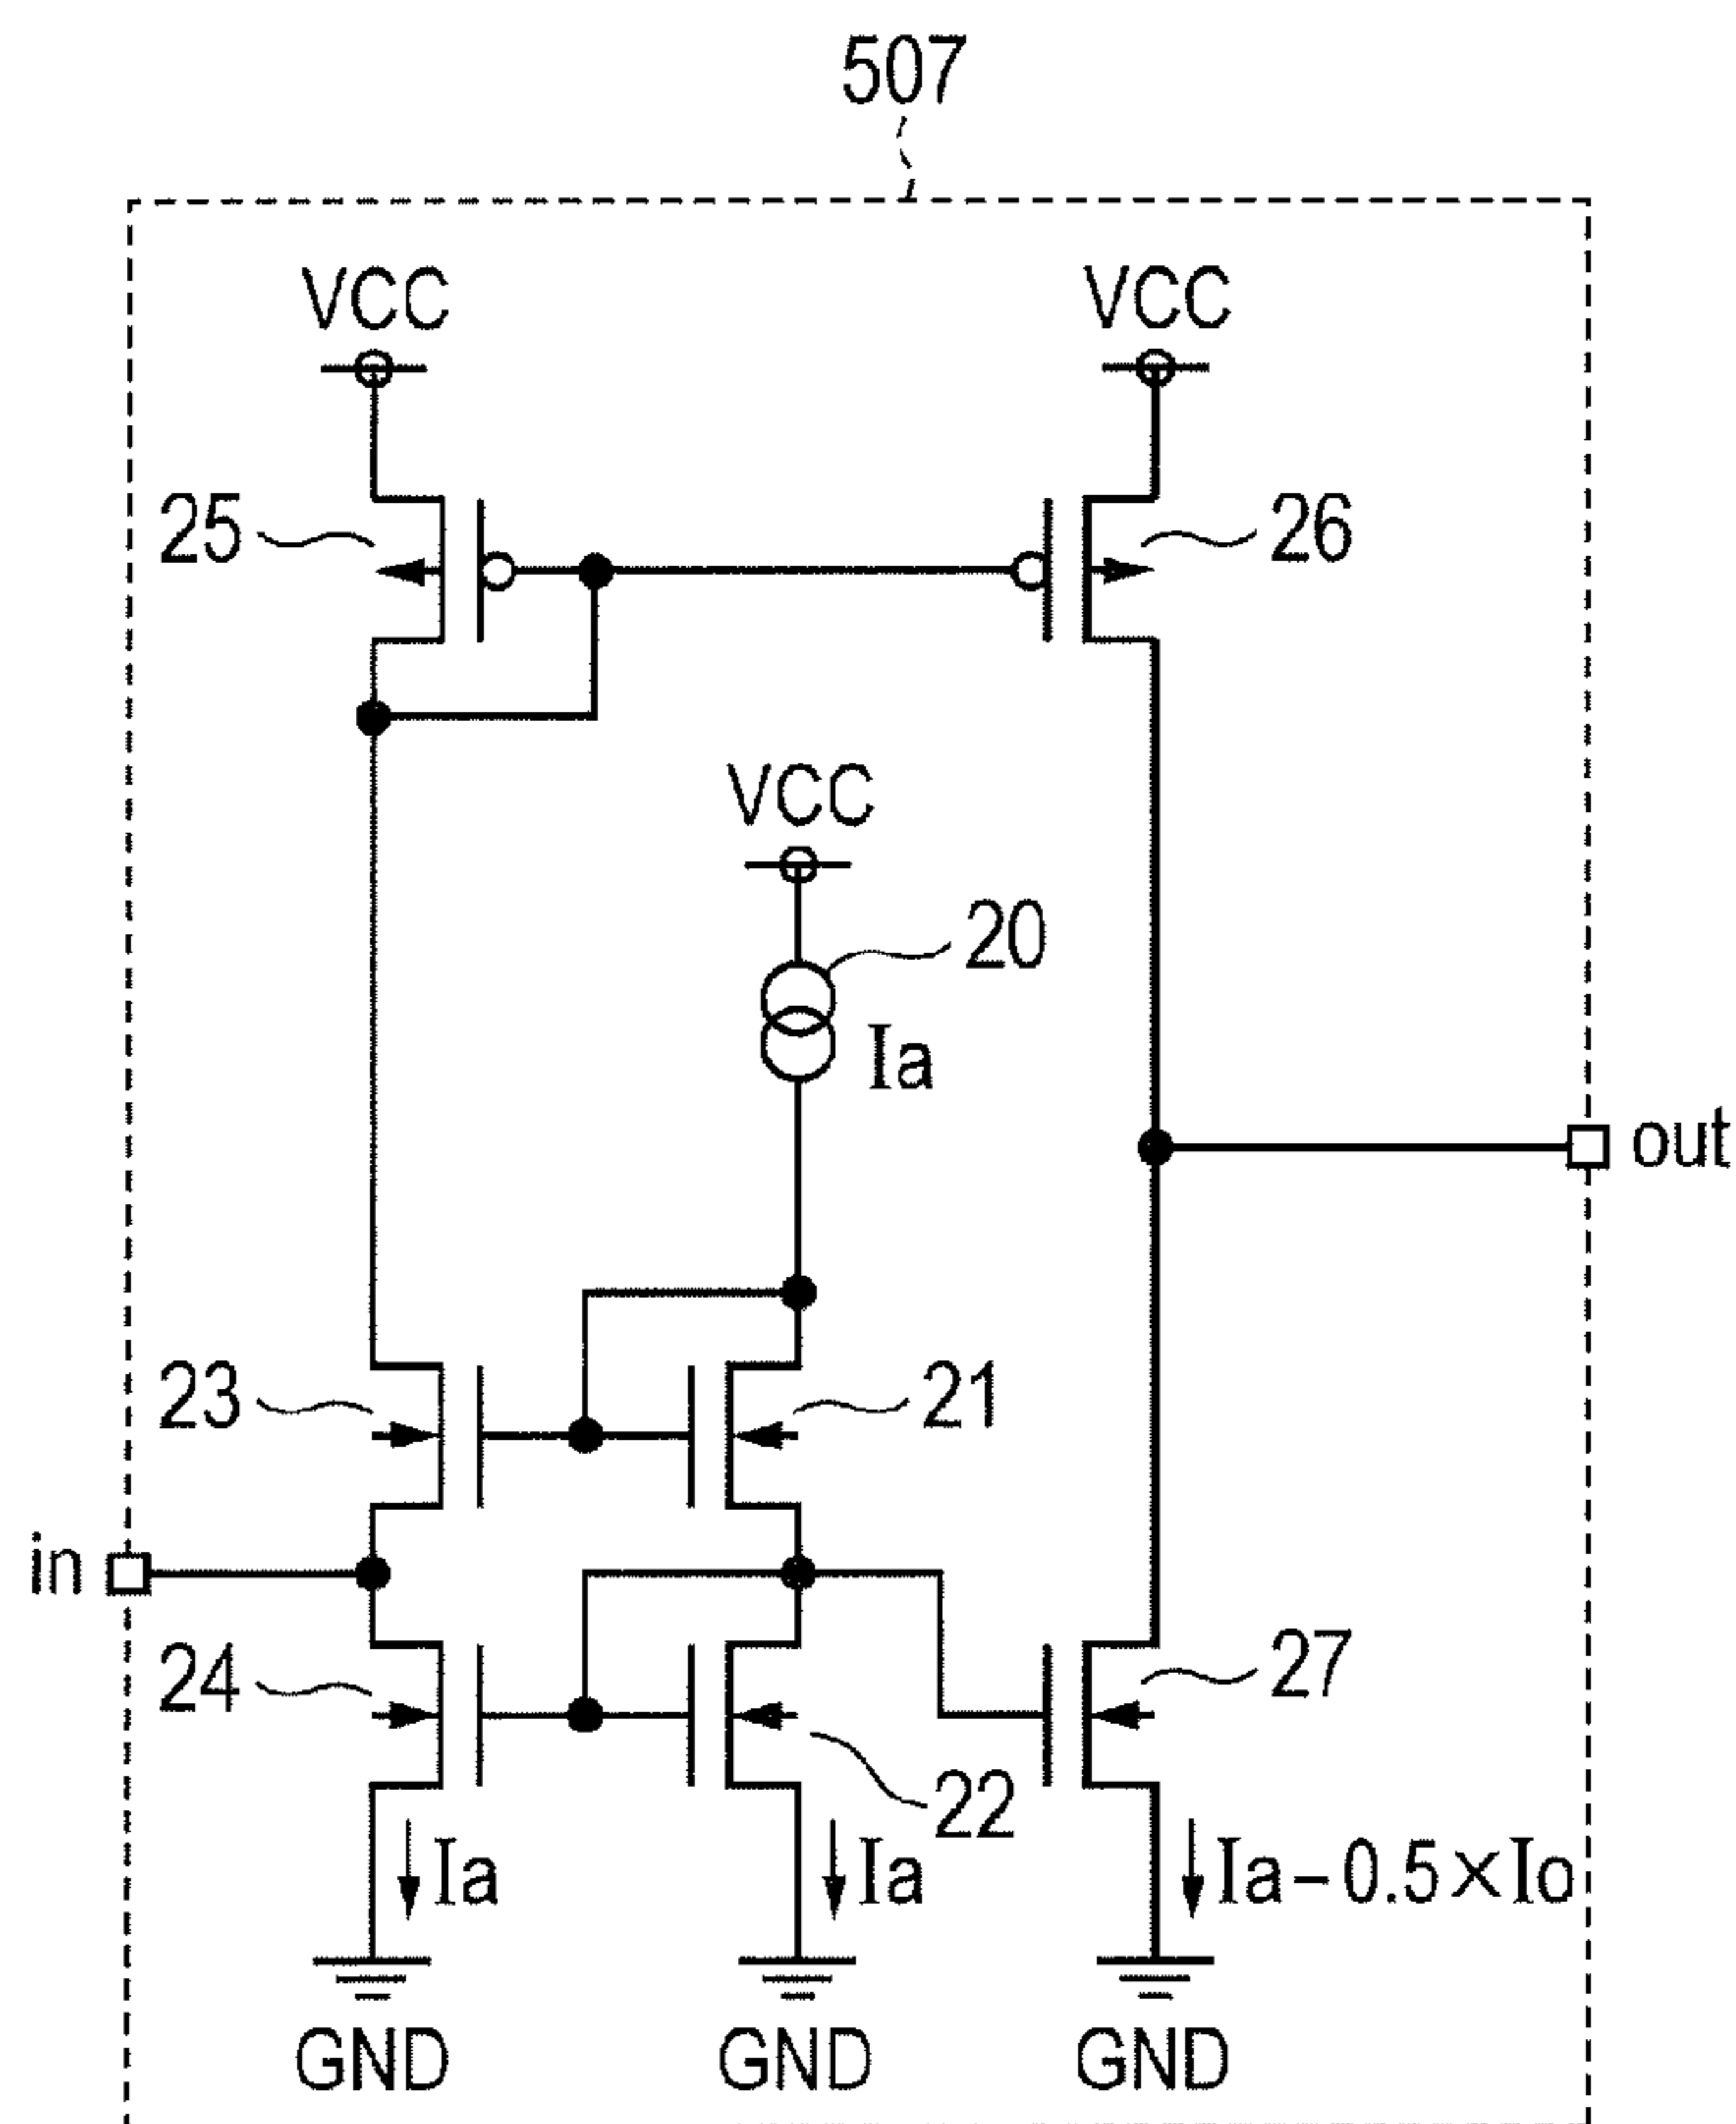 507
VCC
VCC
25
26
VCC
20
Ia
out
23
21
in
24
27
22
Ia
Ia
Ia-0.5×Io
GND
GND
GND